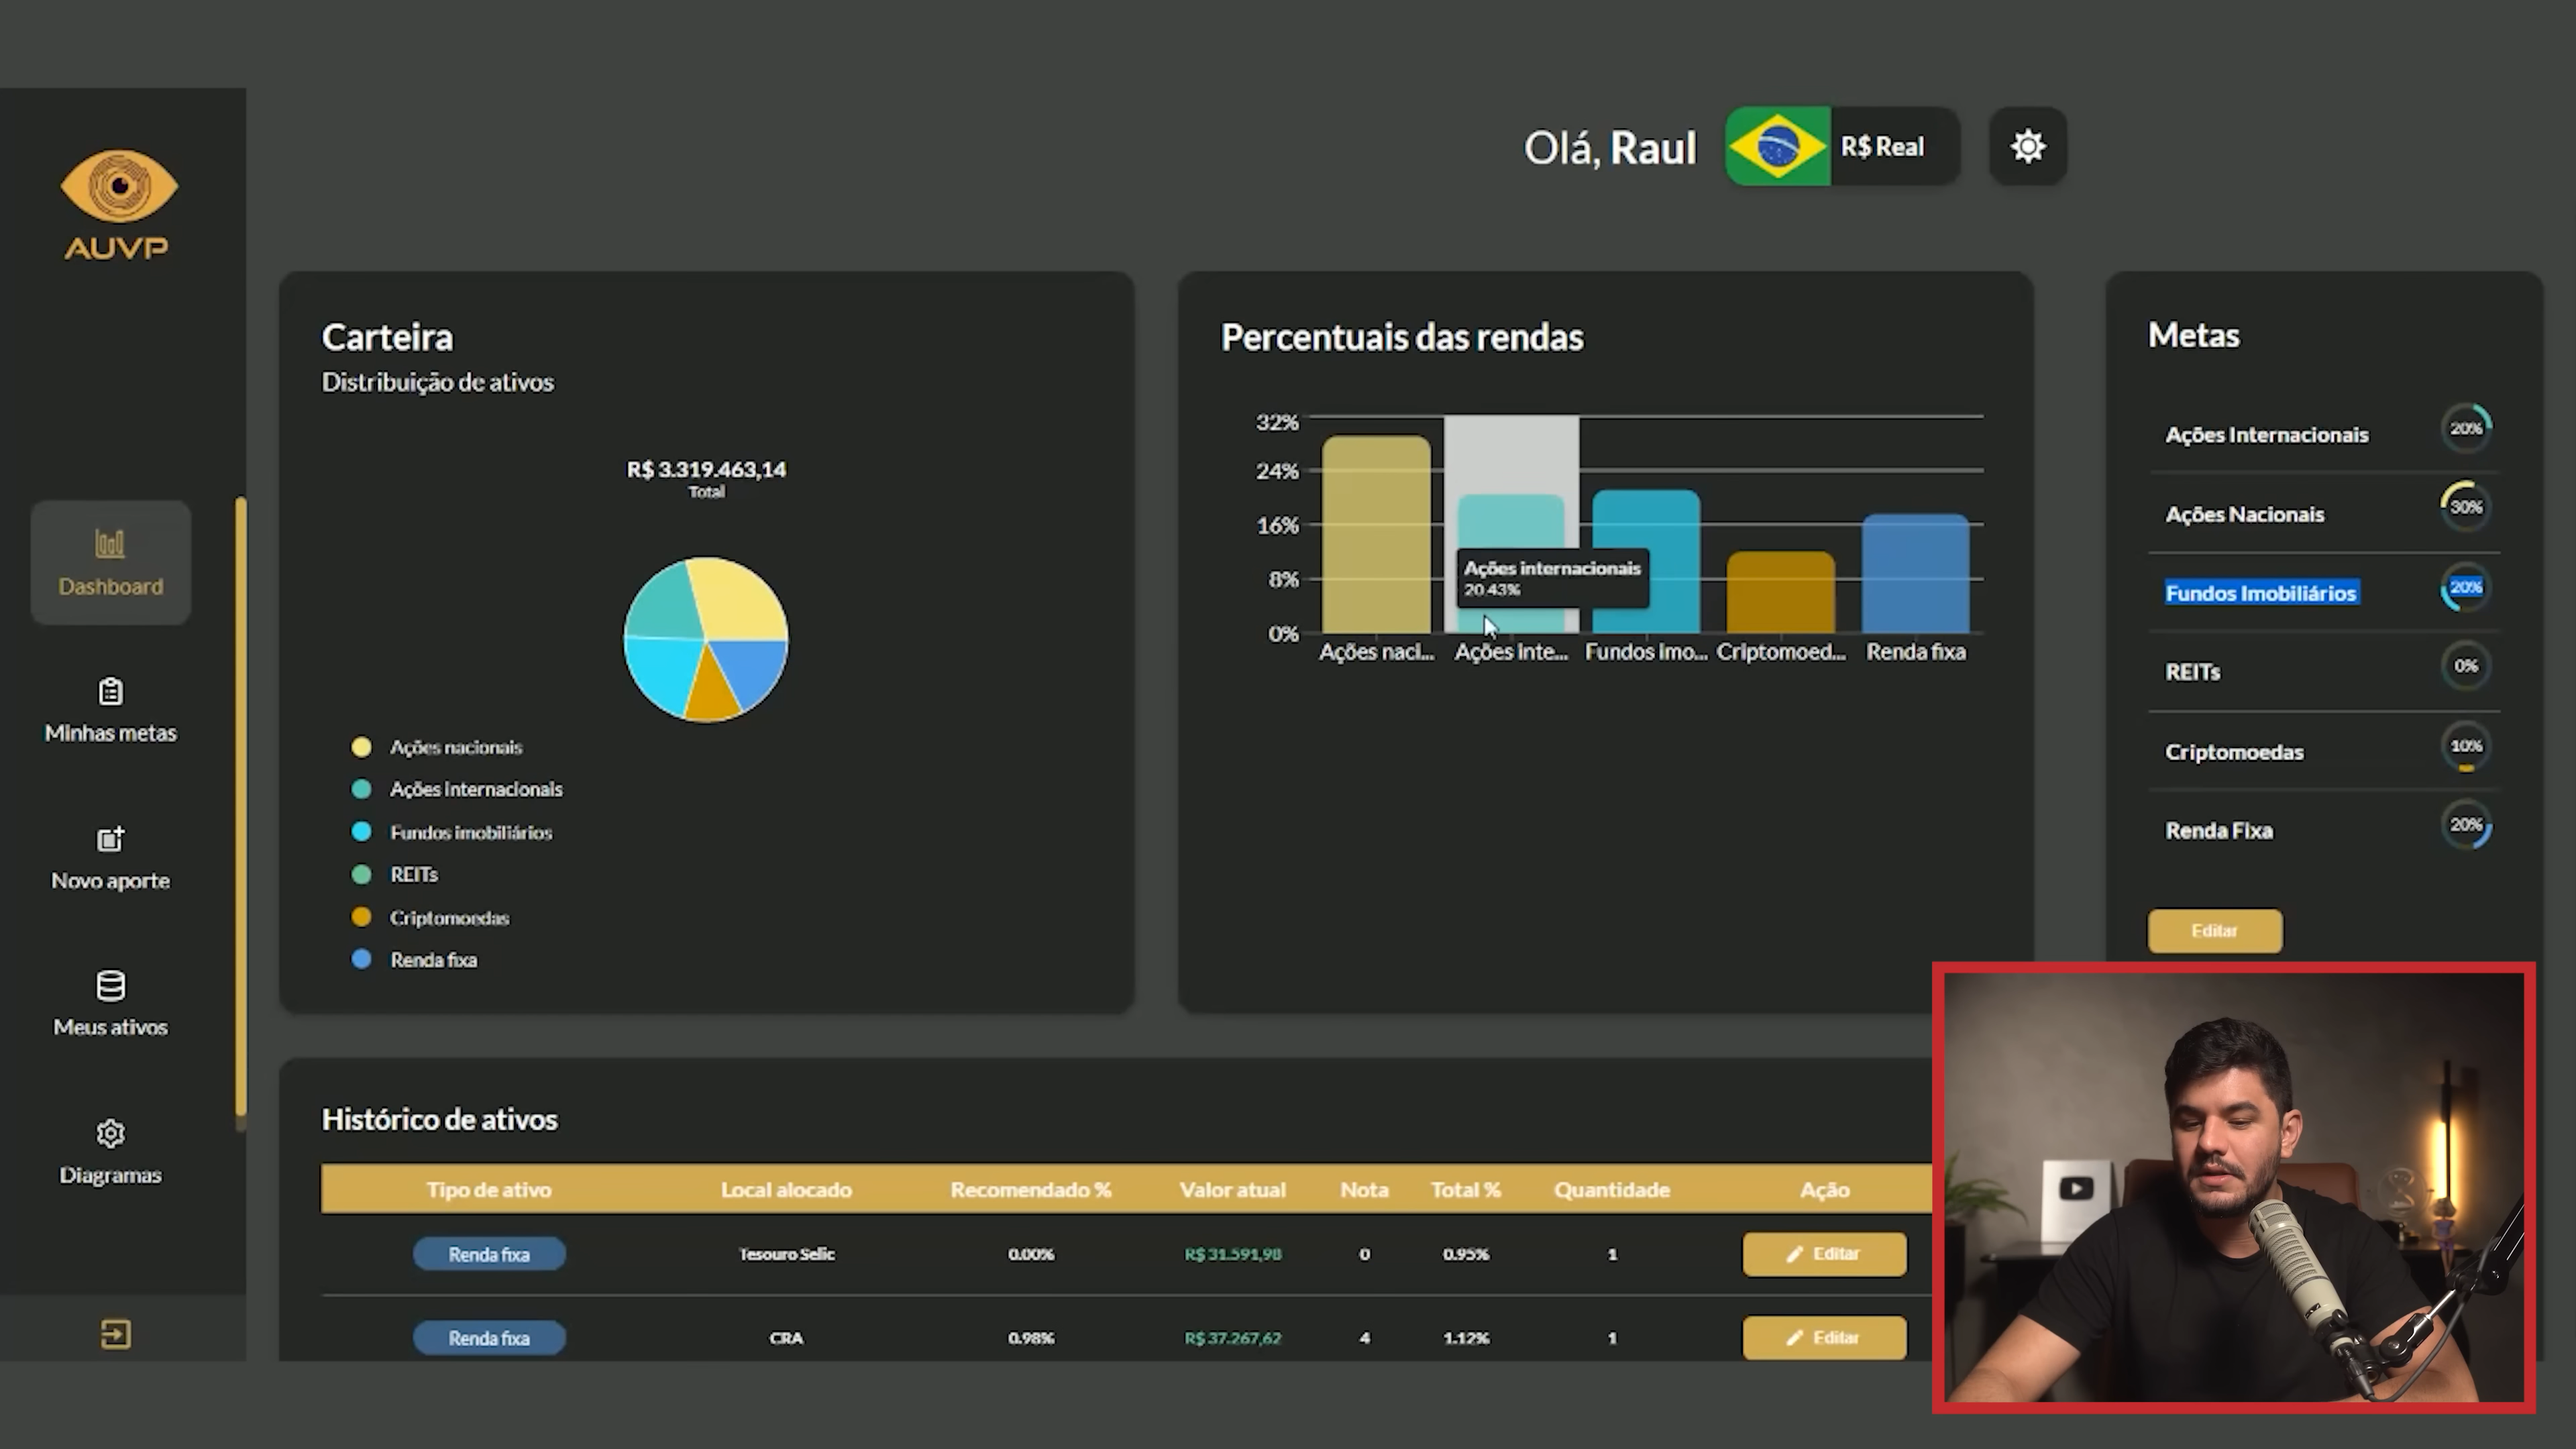 AUVP
Dashboard
Minhas metas
Novo aporte
Meus ativos
Diagramas
Olá, Raul
R$ Real
Carteira
Distribuição de ativos
R$ 3.319.463,14
Total
Ações nacionais
Ações internacionais
Fundos imobiliários
REITs
Criptomoedas
Renda fixa
Percentuais das rendas
32%
24%
16%
8%
0%
Ações internacionais
20.43%
Ações naci...
Ações inte...
Fundos imo...
Criptomoed...
Renda fixa
Metas
Ações Internacionais 20%
Ações Nacionais 30%
Fundos Imobiliários 20%
REITs 0%
Criptomoedas 10%
Renda Fixa 20%
Editar
Histórico de ativos
Tipo de ativo Local alocado Recomendado % Valor atual Nota Total % Quantidade Ação
Renda fixa Tesouro Selic 0.00% R$ 31.591,98 0 0.95% 1 Editar
Renda fixa CRA 0.98% R$ 37.267,62 4 1.12% 1 Editar